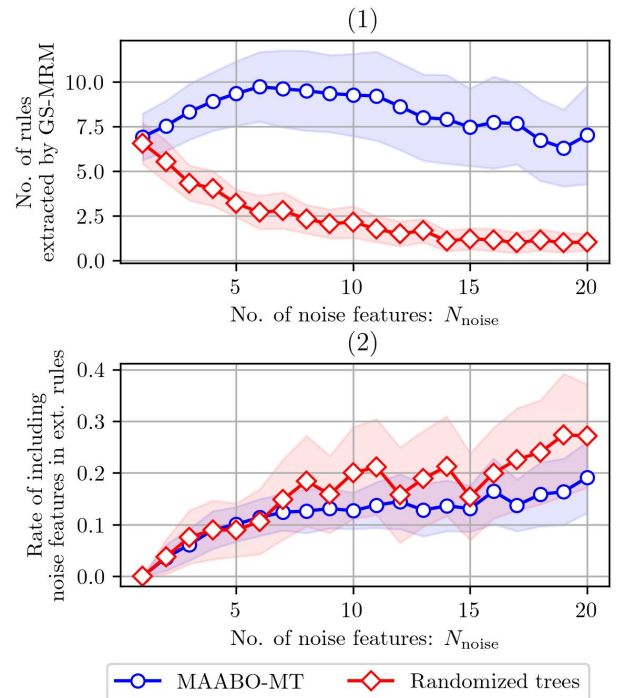 (1)
No. of rules
extracted by GS-MRM
10.0
7.5
5.0
2.5
0.0
5
10
15
20
No. of noise features: N_noise
(2)
Rate of including
noise features in ext. rules
0.4
0.3
0.2
0.1
0.0
5
10
15
20
No. of noise features: N_noise
MAABO-MT
Randomized trees